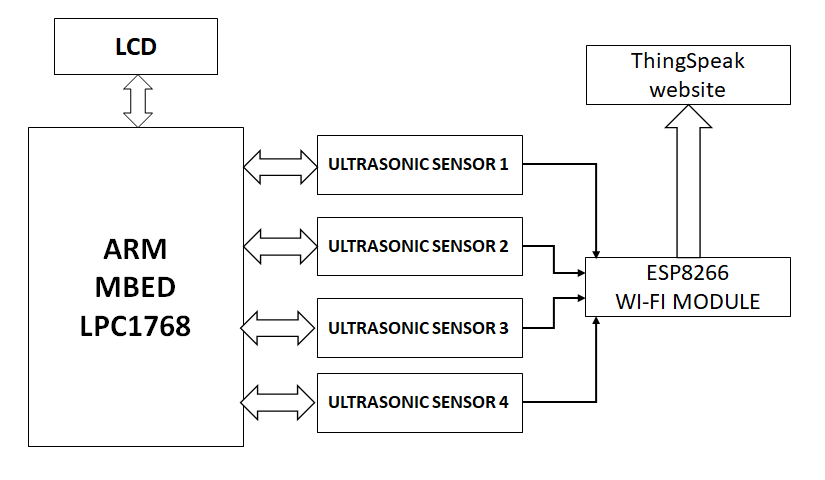 LCD
ThingSpeak
website
ARM
MBED
LPC1768
ULTRASONIC SENSOR 1
ULTRASONIC SENSOR 2
ULTRASONIC SENSOR 3
ULTRASONIC SENSOR 4
ESP8266
WI-FI MODULE